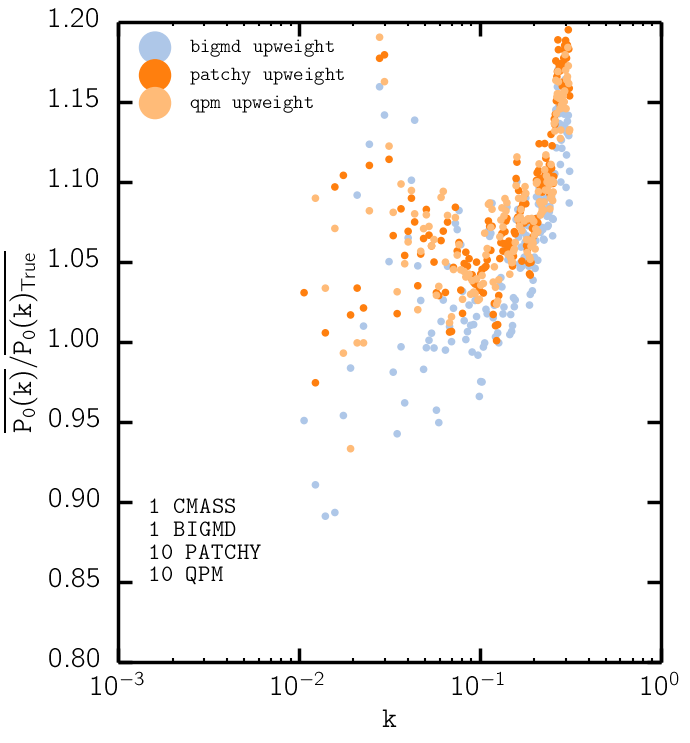 1.20
1.15
1.10
1.05
1.00
0.95
0.90
0.85
0.80
P₀(k)/P₀(k)True
bigmd upweight
patchy upweight
qpm upweight
1 CMASS
1 BIGMD
10 PATCHY
10 QPM
10⁻³ 10⁻² 10⁻¹ 10⁰
k